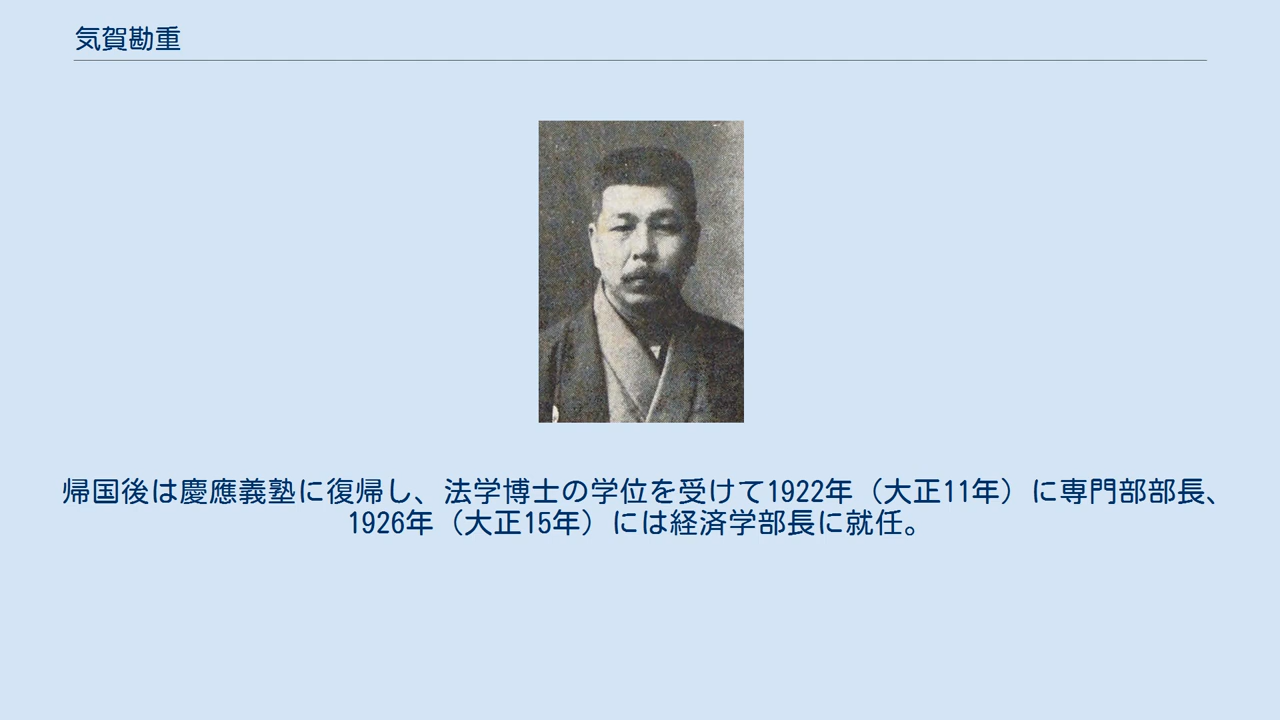 気賀勘重
帰国後は慶應義塾に復帰し、法学博士の学位を受けて1922年（大正11年）に専門部部長、
1926年（大正15年）には経済学部長に就任。